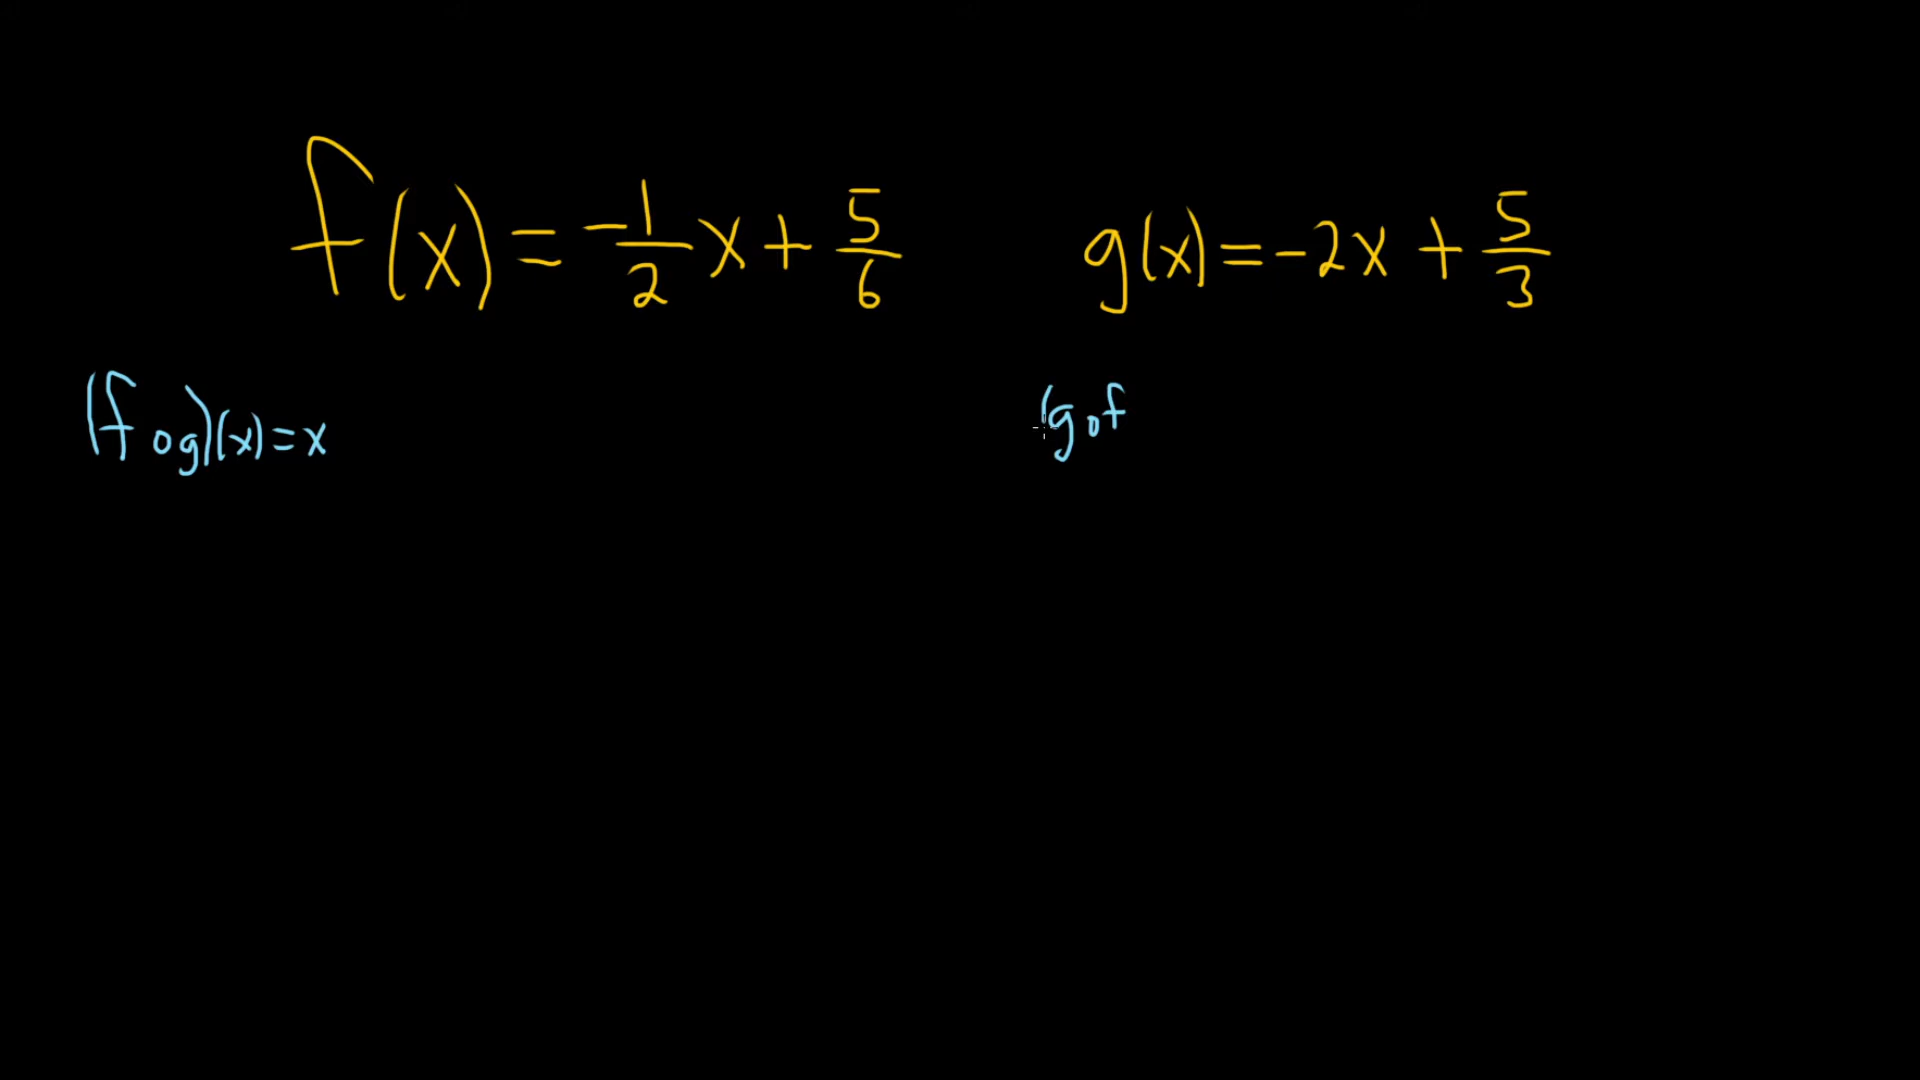 f(x) = -1/2 x + 5/6 g(x) = -2x + 5/3
(f o g)(x) = x (g o f